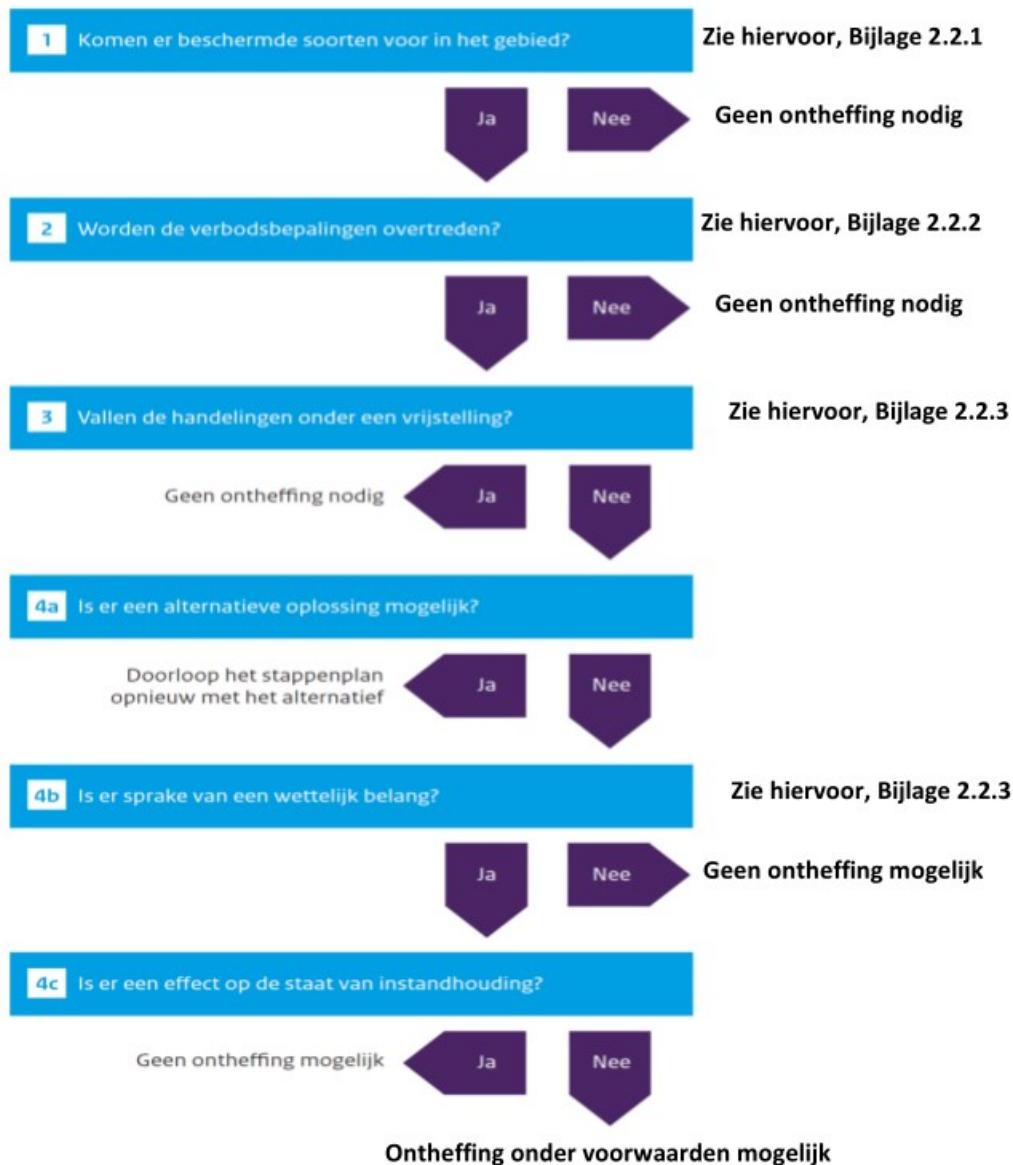 1 Komen er beschermde soorten voor in het gebied? Zie hiervoor, Bijlage 2.2.1
Ja Nee Geen ontheffing nodig
2 Worden de verbodsbepalingen overtreden? Zie hiervoor, Bijlage 2.2.2
Ja Nee Geen ontheffing nodig
3 Vallen de handelingen onder een vrijstelling? Zie hiervoor, Bijlage 2.2.3
Geen ontheffing nodig Ja Nee
4a Is er een alternatieve oplossing mogelijk?
Doorloop het stappenplan
opnieuw met het alternatief Ja Nee
4b Is er sprake van een wettelijk belang? Zie hiervoor, Bijlage 2.2.3
Ja Nee Geen ontheffing mogelijk
4c Is er een effect op de staat van instandhouding?
Geen ontheffing mogelijk Ja Nee
Ontheffing onder voorwaarden mogelijk